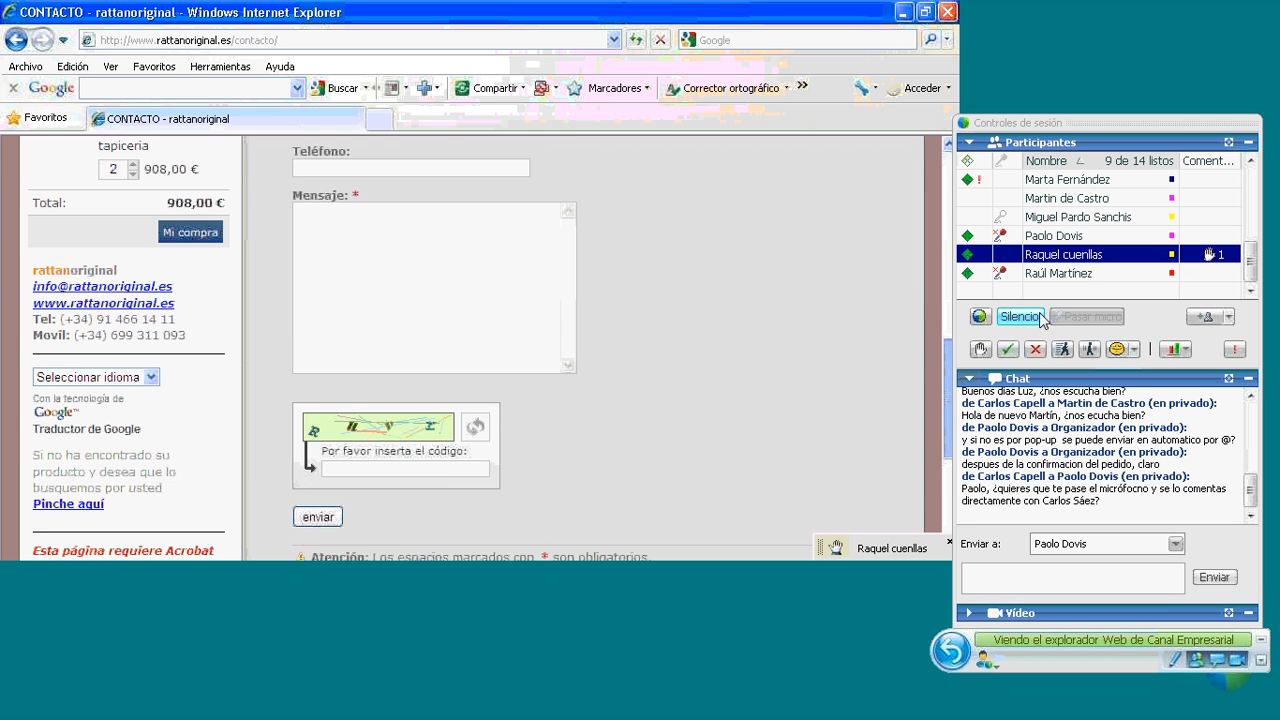 CONTACTO - rattanoriginal - Windows Internet Explorer
http://www.rattanoriginal.es/contacto/
Google
Archivo Edición Ver Favoritos Herramientas Ayuda
Google Buscar Compartir Marcadores Corrector ortográfico Acceder
Favoritos CONTACTO - rattanoriginal
tapiceria
2 908,00 €
Total: 908,00 €
Mi compra
rattanoriginal
info@rattanoriginal.es
www.rattanoriginal.es
Tel: (+34) 91 466 14 11
Movil: (+34) 699 311 093
Seleccionar idioma
Con la tecnología de
Google™
Traductor de Google
Si no ha encontrado su
producto y desea que lo
busquemos por usted
Pinche aquí
Esta página requiere Acrobat
Teléfono:
Mensaje: *
Por favor inserta el código:
enviar
Atención: Los espacios marcados con * son obligatorios.
Raquel cuenllas
Controles de sesión
Participantes
Nombre 9 de 14 listos Coment...
Marta Fernández
Martin de Castro
Miguel Pardo Sanchis
Paolo Dovis
Raquel cuenllas 1
Raúl Martínez
Silencio Pasar micro
Chat
Buenos días Luz, ¿nos escucha bien?
de Carlos Capell a Martin de Castro (en privado):
Hola de nuevo Martín, ¿nos ecucha bien?
de Paolo Dovis a Organizador (en privado):
y si no es por pop-up se puede enviar en automatico por @?
de Paolo Dovis a Organizador (en privado):
despues de la confirmacion del pedido, claro
de Carlos Capell a Paolo Dovis (en privado):
Paolo, ¿quieres que te pase el micrófocno y se lo comentas
directamente con Carlos Sáez?
Enviar a: Paolo Dovis
Enviar
Vídeo
Viendo el explorador Web de Canal Empresarial